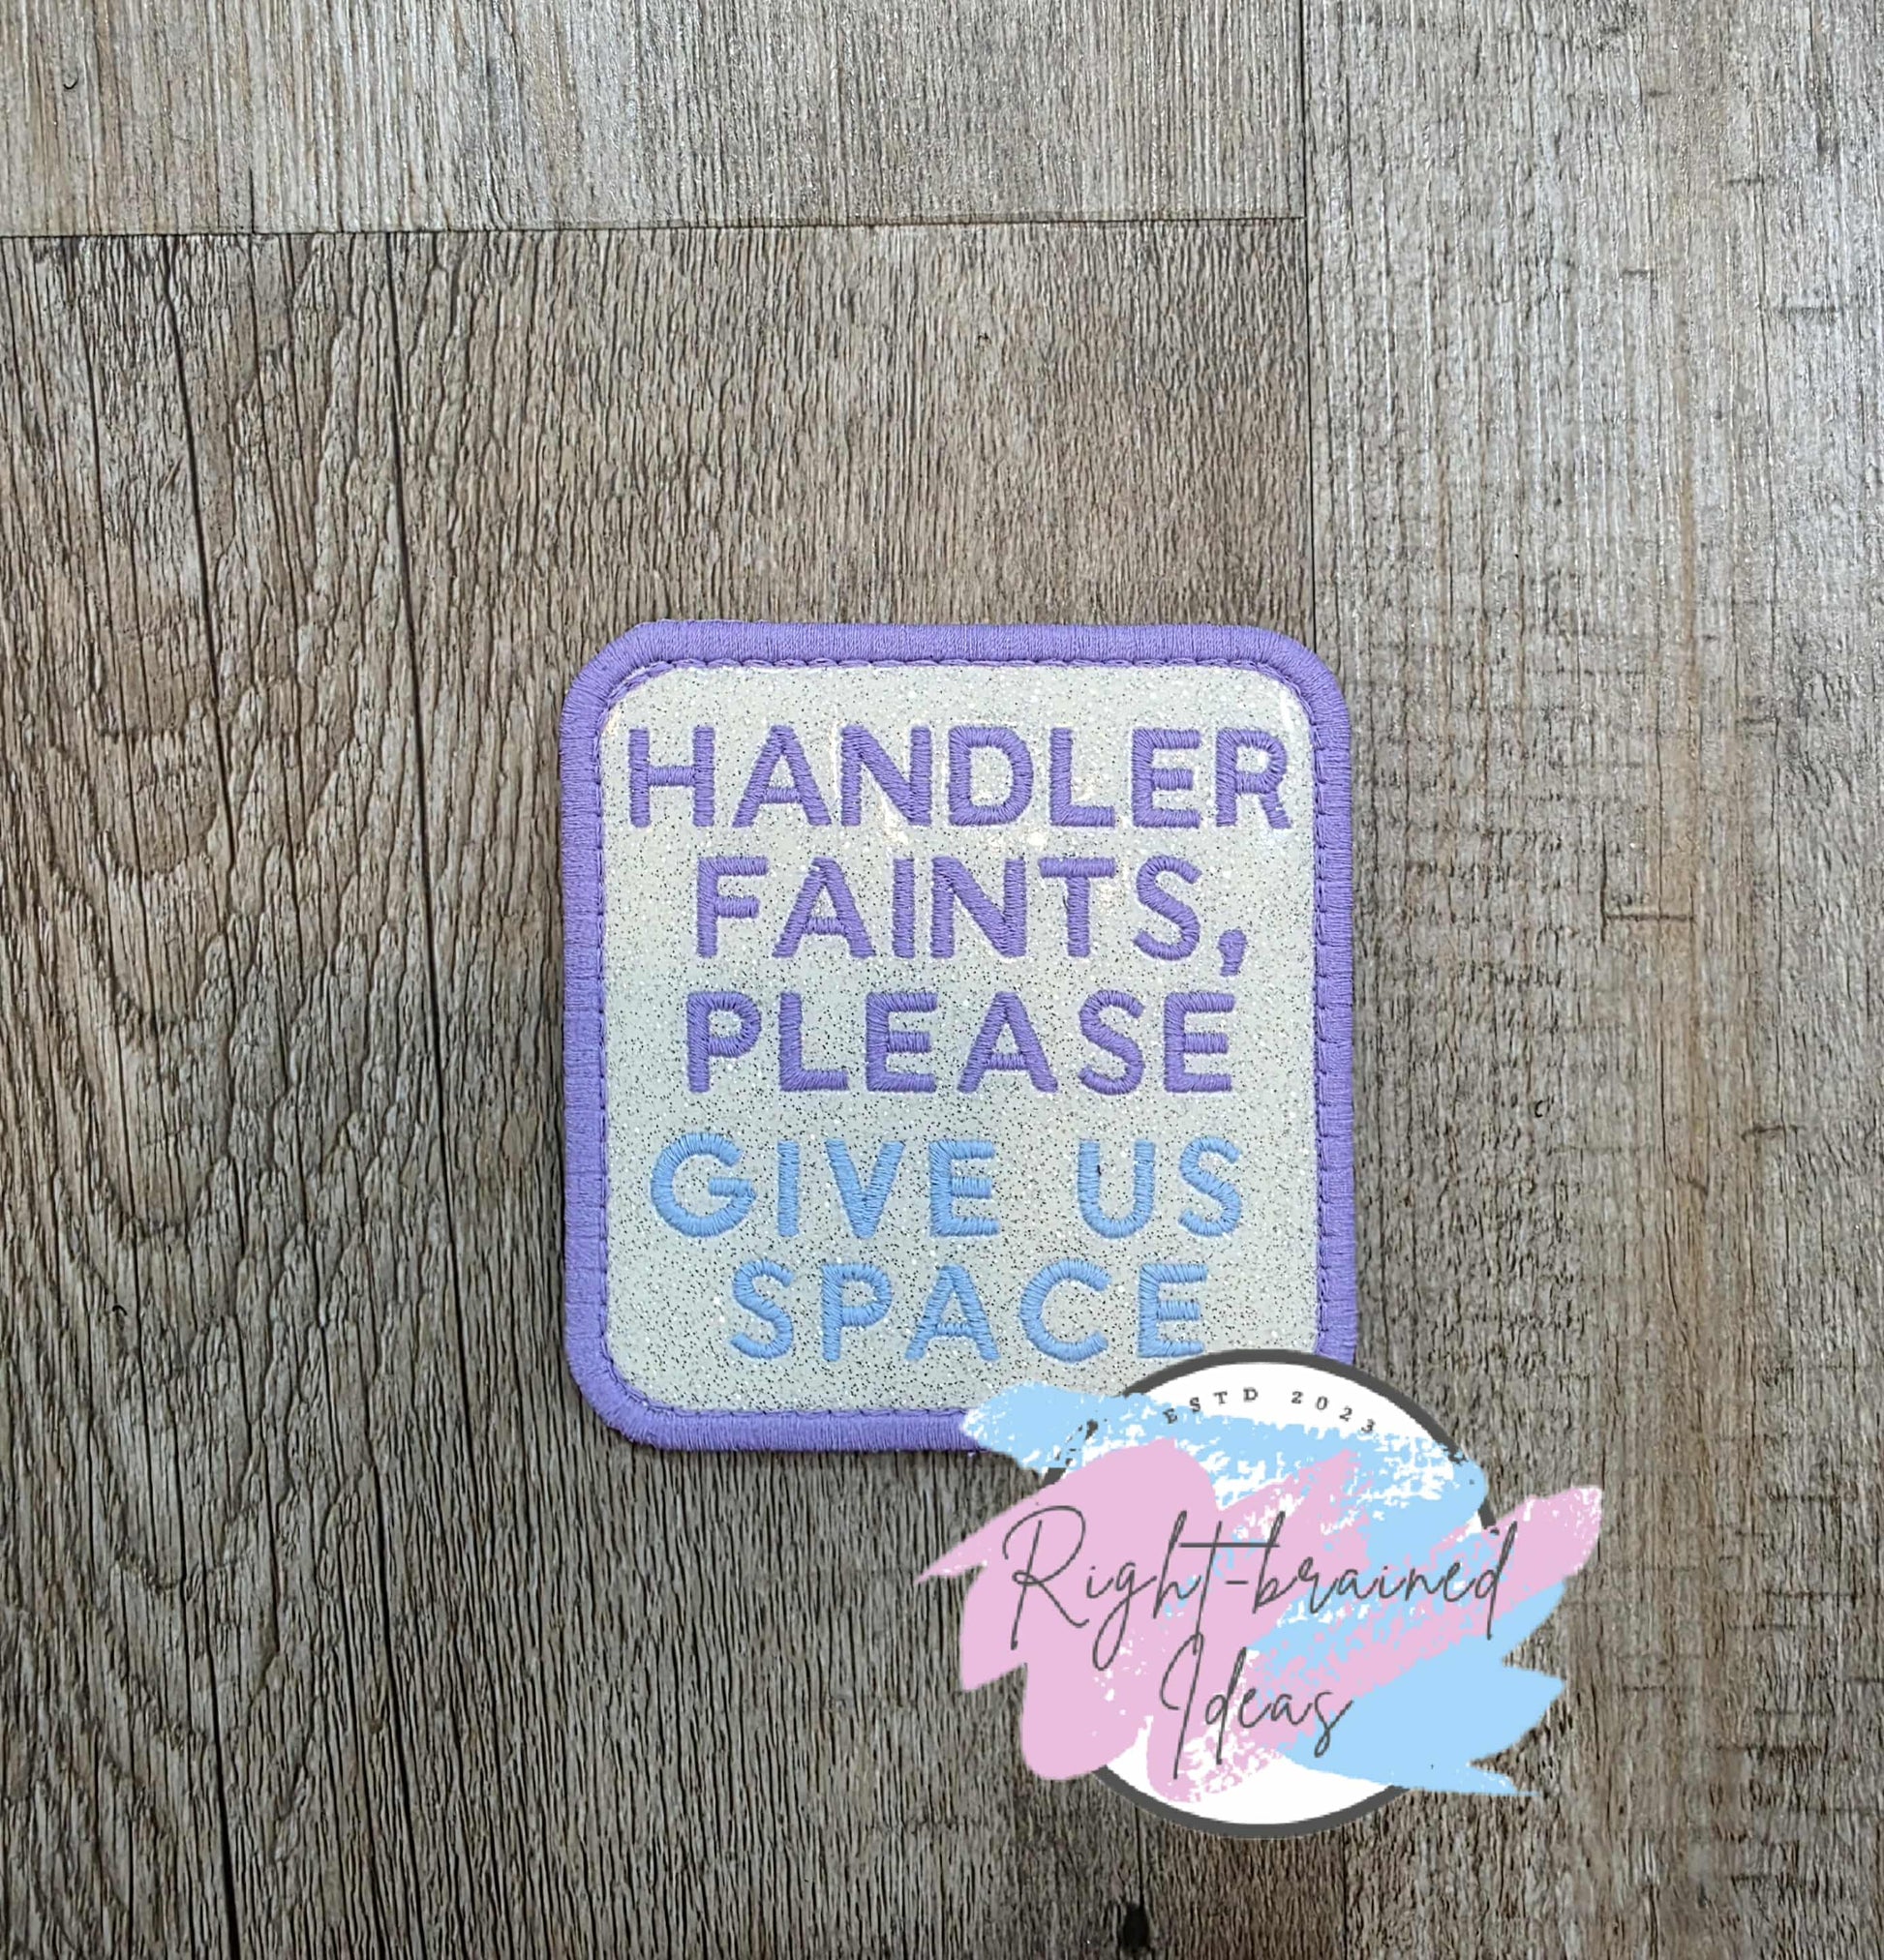 HANDLER
FAINTS,
PLEASE
GIVE US
SPACE
ESTD 2023
Right-brained
Ideas